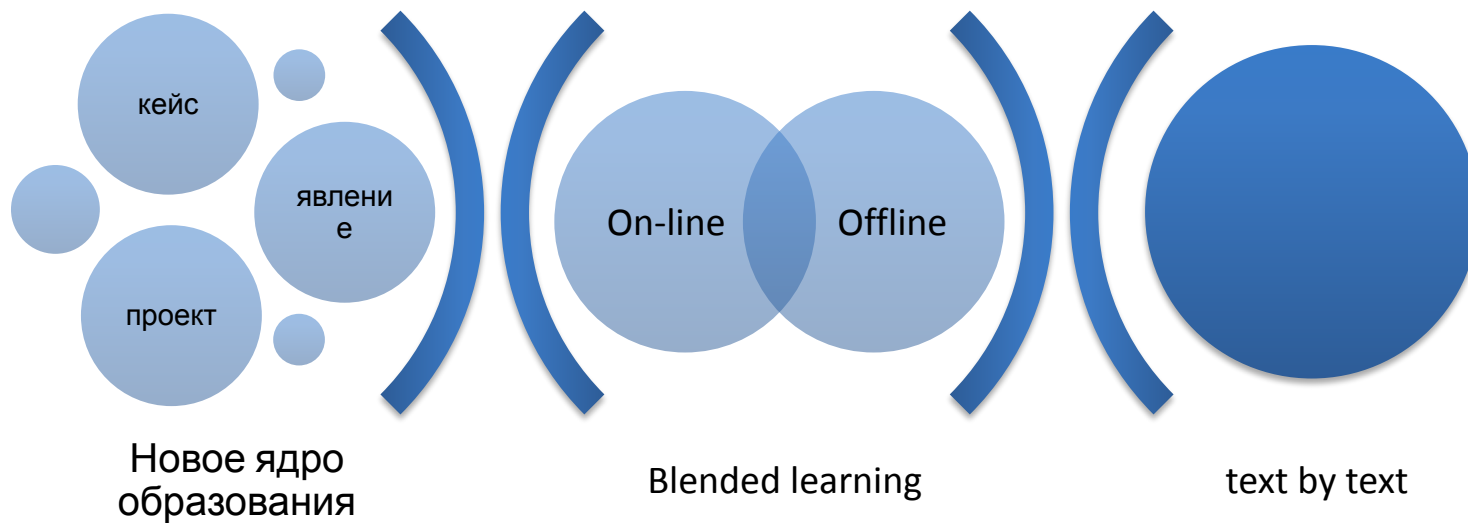 кейс
явлени
е
проект
On-line
Offline
Новое ядро
образования
Blended learning
text by text